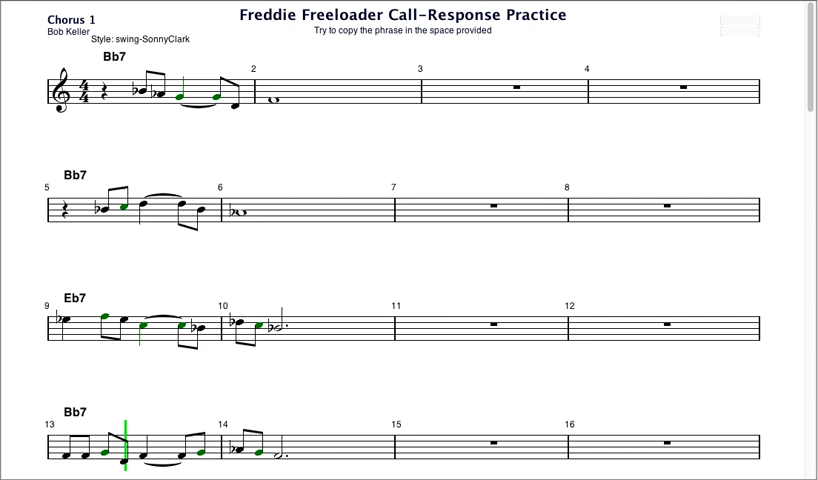 Freddie Freeloader Call-Response Practice
Chorus 1
Bob Keller
Try to copy the phrase in the space provided
Style: swing-SonnyClark
Bb7
2 3 4
4
4
Bb7
5 6 7 8
Eb7
9 10 11 12
Bb7
13 14 15 16